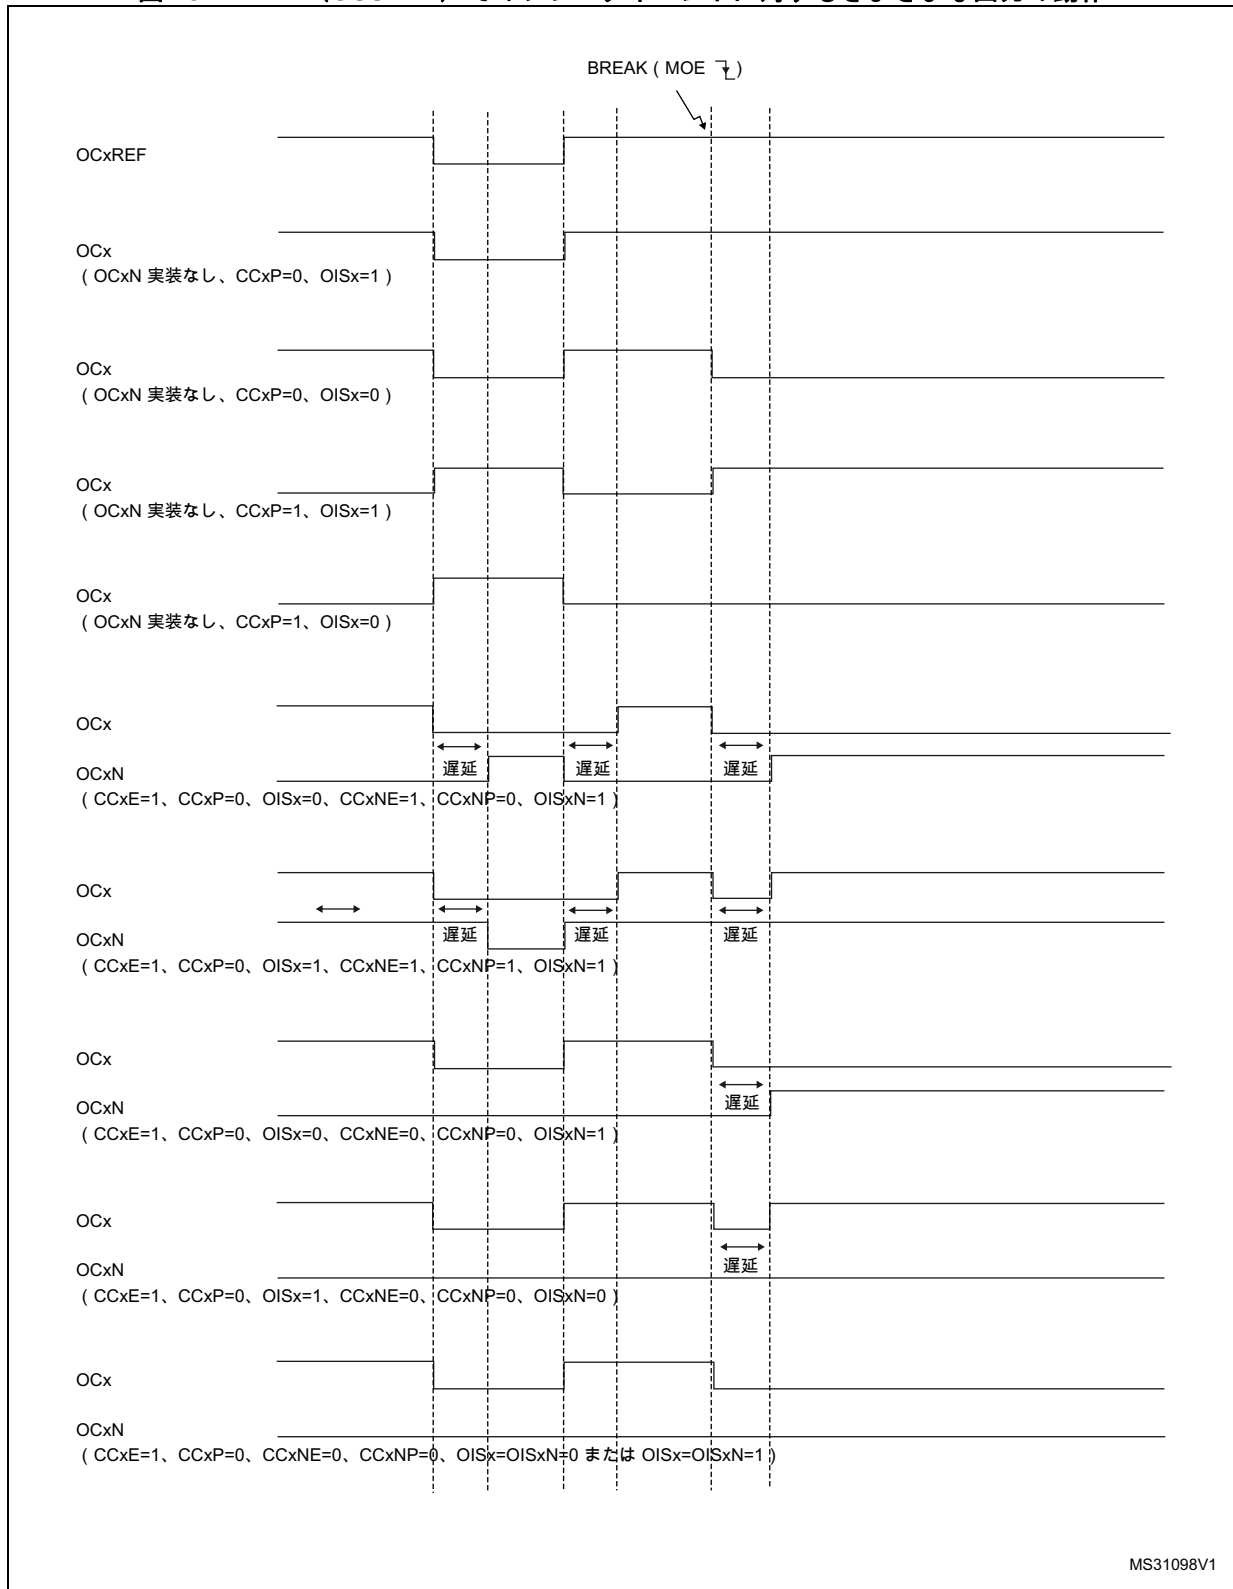 BREAK ( MOE )
OCxREF
OCx
( OCxN 実装なし、CCxP=0、OISx=1 )
OCx
( OCxN 実装なし、CCxP=0、OISx=0 )
OCx
( OCxN 実装なし、CCxP=1、OISx=1 )
OCx
( OCxN 実装なし、CCxP=1、OISx=0 )
OCx
遅延 遅延 遅延
OCxN
( CCxE=1、CCxP=0、OISx=0、CCxNE=1、CCxNP=0、OISxN=1 )
OCx
遅延 遅延 遅延
OCxN
( CCxE=1、CCxP=0、OISx=1、CCxNE=1、CCxNP=1、OISxN=1 )
OCx
遅延
OCxN
( CCxE=1、CCxP=0、OISx=0、CCxNE=0、CCxNP=0、OISxN=1 )
OCx
遅延
OCxN
( CCxE=1、CCxP=0、OISx=1、CCxNE=0、CCxNP=0、OISxN=0 )
OCx
OCxN
( CCxE=1、CCxP=0、CCxNE=0、CCxNP=0、OISx=OISxN=0 または OISx=OISxN=1 )
MS31098V1